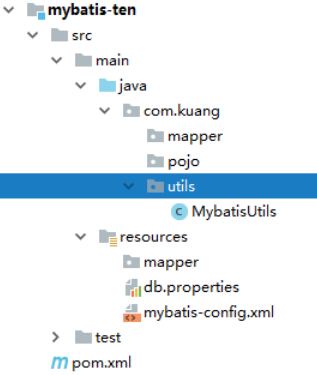 mybatis-ten
src
main
java
com.kuang
mapper
pojo
utils
MybatisUtils
resources
mapper
db.properties
mybatis-config.xml
test
pom.xml